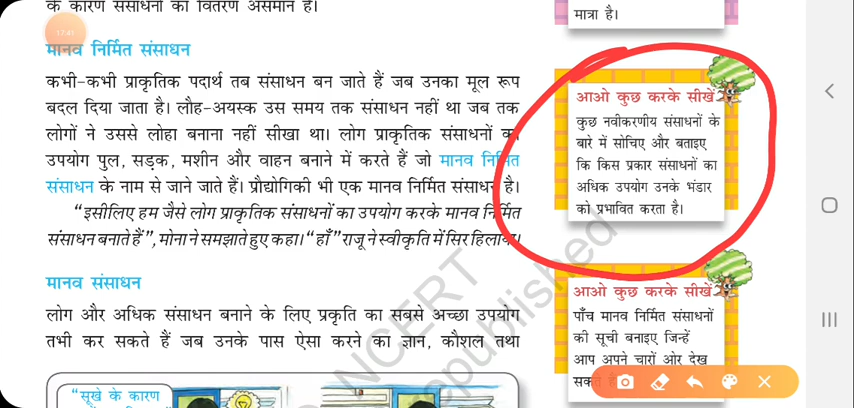 के कारण संसाधनों का वितरण असमान है।
17:41
मानव निर्मित संसाधन
कभी-कभी प्राकृतिक पदार्थ तब संसाधन बन जाते हैं जब उनका मूल रूप
बदल दिया जाता है। लौह-अयस्क उस समय तक संसाधन नहीं था जब तक
लोगों ने उससे लोहा बनाना नहीं सीखा था। लोग प्राकृतिक संसाधनों का
उपयोग पुल, सड़क, मशीन और वाहन बनाने में करते हैं जो मानव निर्मित
संसाधन के नाम से जाने जाते हैं। प्रौद्योगिकी भी एक मानव निर्मित संसाधन है।
“इसीलिए हम जैसे लोग प्राकृतिक संसाधनों का उपयोग करके मानव निर्मित
संसाधन बनाते हैं”, मोना ने समझाते हुए कहा। “हाँ” राजू ने स्वीकृति में सिर हिलाया।
मानव संसाधन
लोग और अधिक संसाधन बनाने के लिए प्रकृति का सबसे अच्छा उपयोग
तभी कर सकते हैं जब उनके पास ऐसा करने का ज्ञान, कौशल तथा
“सूखे के कारण
मात्रा है।
आओ कुछ करके सीखें
कुछ नवीकरणीय संसाधनों के
बारे में सोचिए और बताइए
कि किस प्रकार संसाधनों का
अधिक उपयोग उनके भंडार
को प्रभावित करता है।
आओ कुछ करके सीखें
पाँच मानव निर्मित संसाधनों
की सूची बनाइए जिन्हें
आप अपने चारों ओर देख
NCERT
republished